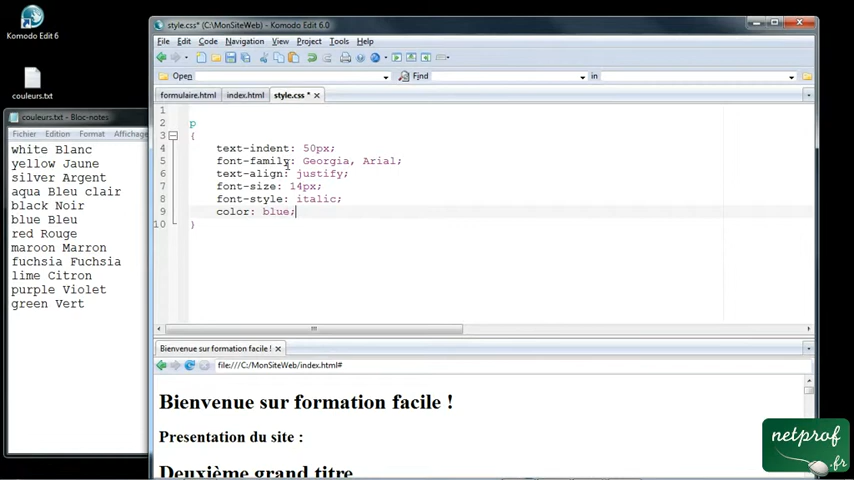 Komodo Edit 6
couleurs.txt
couleurs.txt - Bloc-notes
Fichier Edition Format Affichage
white Blanc
yellow Jaune
silver Argent
aqua Bleu clair
black Noir
blue Bleu
red Rouge
maroon Marron
fuchsia Fuchsia
lime Citron
purple Violet
green Vert
style.css* (C:\MonSiteWeb) - Komodo Edit 6.0
File Edit Code Navigation View Project Tools Help
Open Find in
formulaire.html index.html style.css *
1
2 p
3 {
4 text-indent: 50px;
5 font-family: Georgia, Arial;
6 text-align: justify;
7 font-size: 14px;
8 font-style: italic;
9 color: blue;
10 }
Bienvenue sur formation facile !
file:///C:/MonSiteWeb/index.html#
Bienvenue sur formation facile !
Presentation du site :
Deuxième grand titre
netprof
.fr